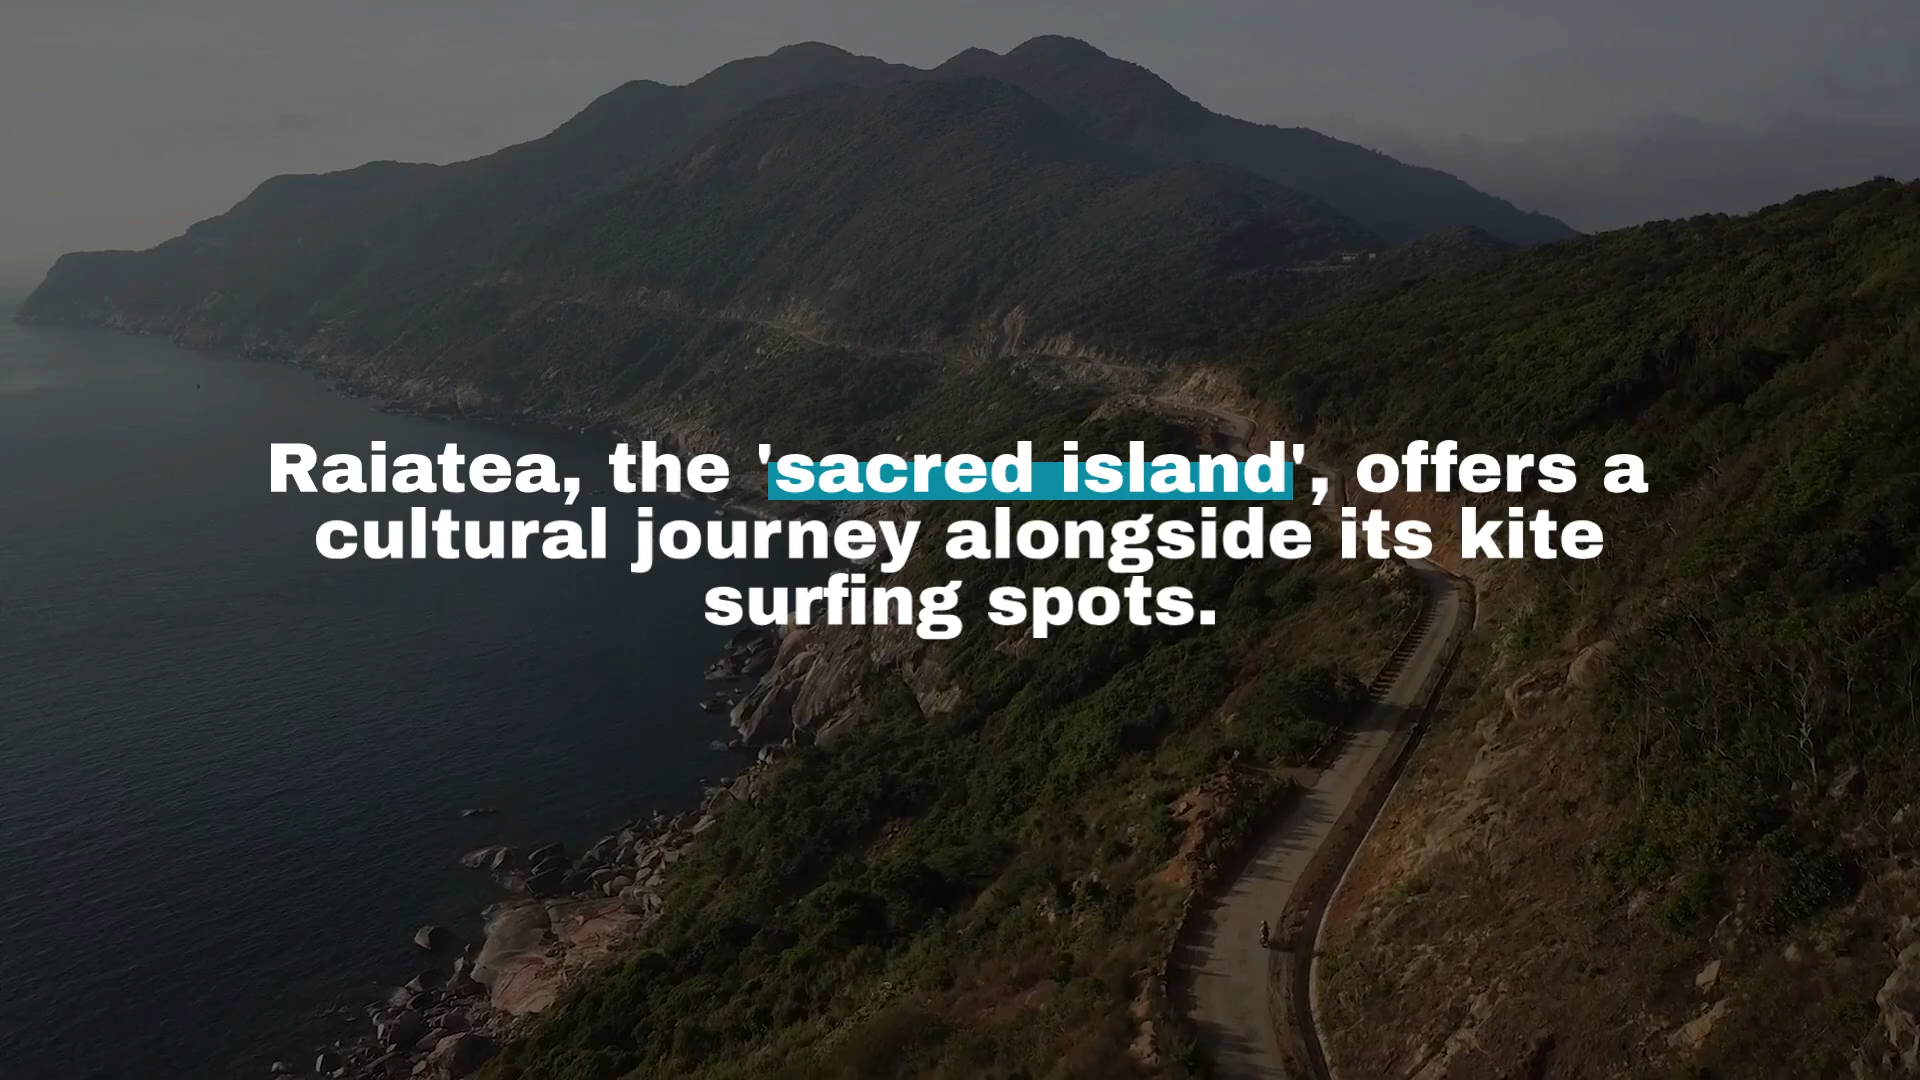 Raiatea, the 'sacred island', offers a
cultural journey alongside its kite
surfing spots.